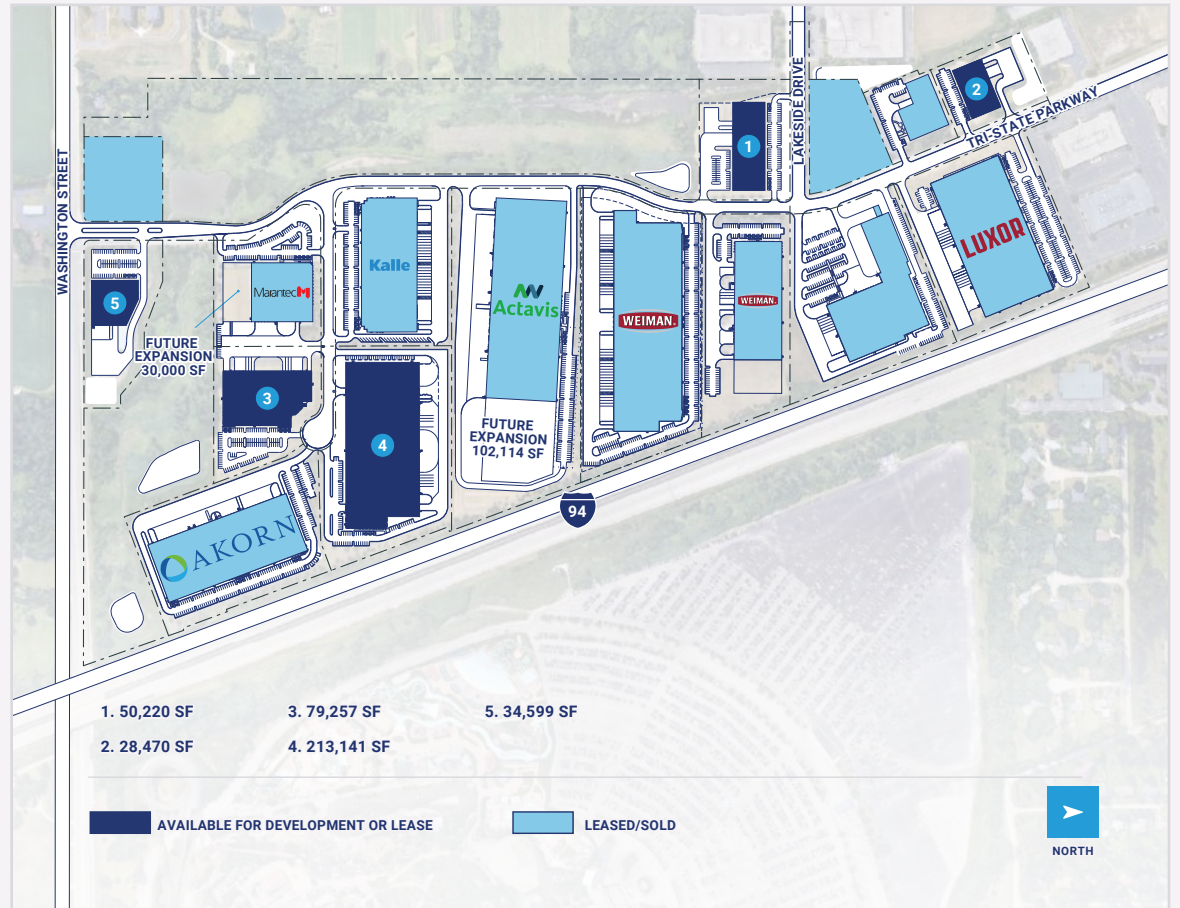 WASHINGTON STREET
LAKESIDE DRIVE
TRI-STATE PARKWAY
2
1
LUXOR
Kalle
Marantec M
Actavis
WEIMAN.
WEIMAN.
5
FUTURE
EXPANSION
30,000 SF
3
4
FUTURE
EXPANSION
102,114 SF
94
AKORN
1. 50,220 SF
3. 79,257 SF
5. 34,599 SF
2. 28,470 SF
4. 213,141 SF
AVAILABLE FOR DEVELOPMENT OR LEASE
LEASED/SOLD
NORTH